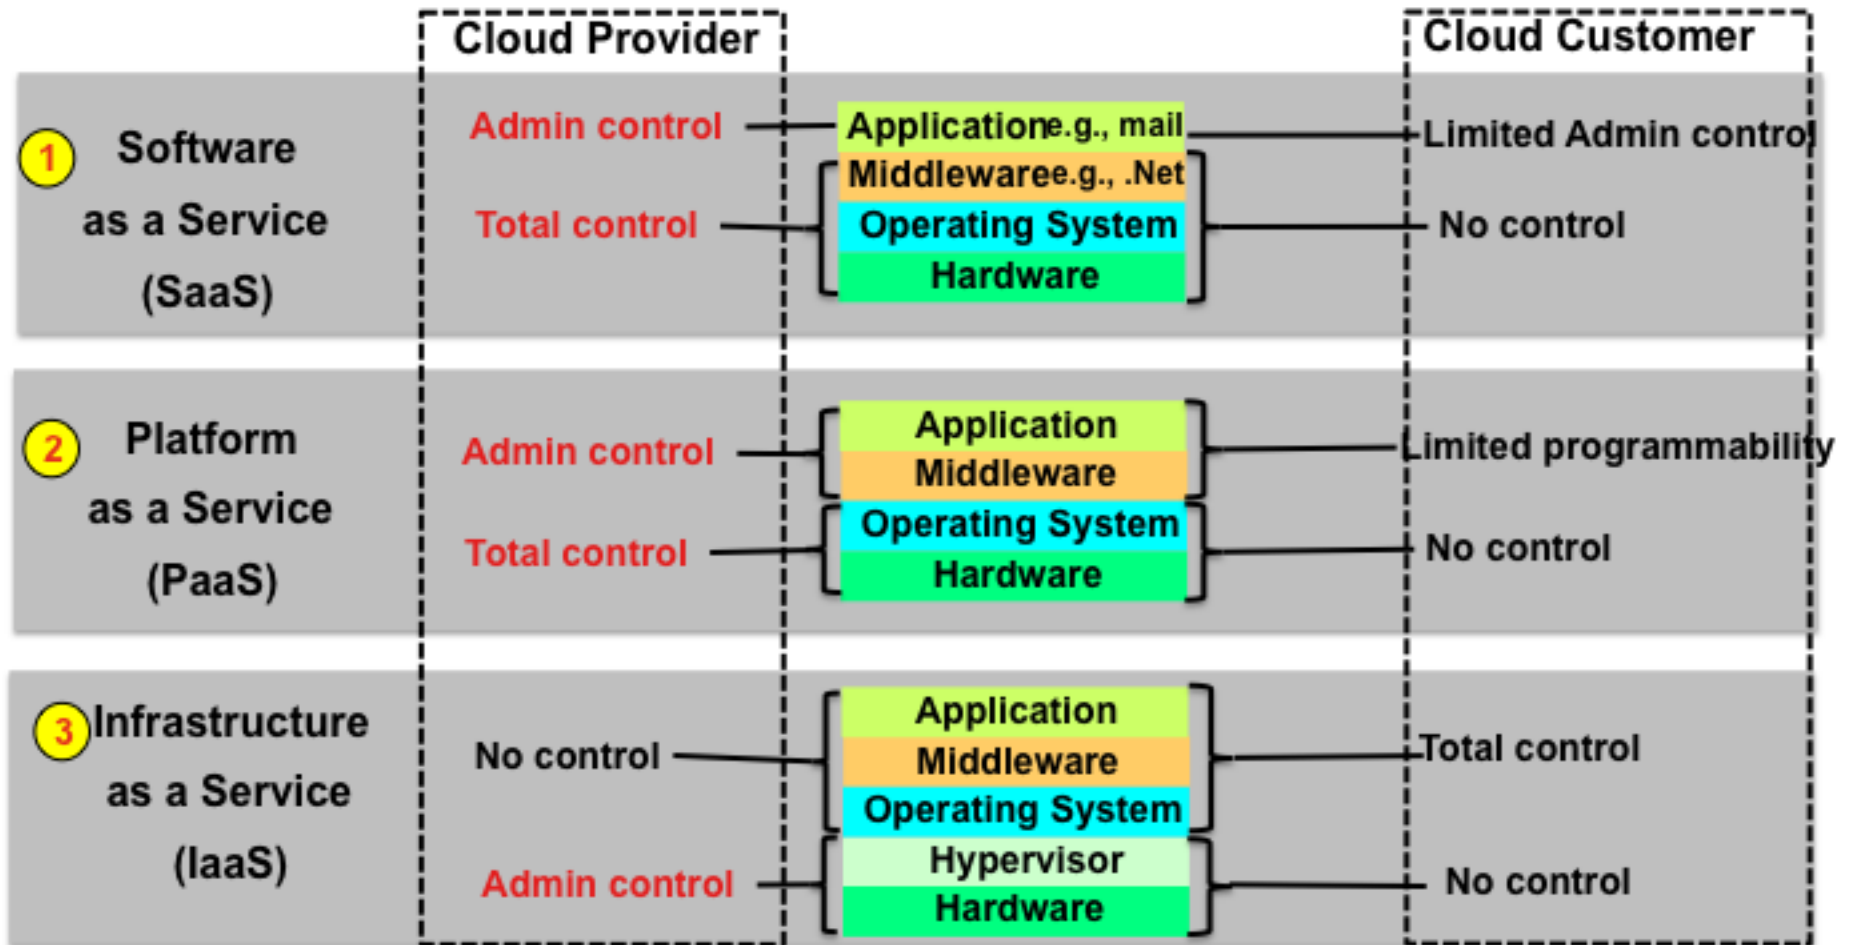 Cloud Provider
Cloud Customer
1
Software
as a Service
(SaaS)
Admin control
Total control
Application e.g., mail
Middleware e.g., .Net
Operating System
Hardware
Limited Admin control
No control
2
Platform
as a Service
(PaaS)
Admin control
Total control
Application
Middleware
Operating System
Hardware
Limited programmability
No control
3
Infrastructure
as a Service
(IaaS)
No control
Admin control
Application
Middleware
Operating System
Hypervisor
Hardware
Total control
No control